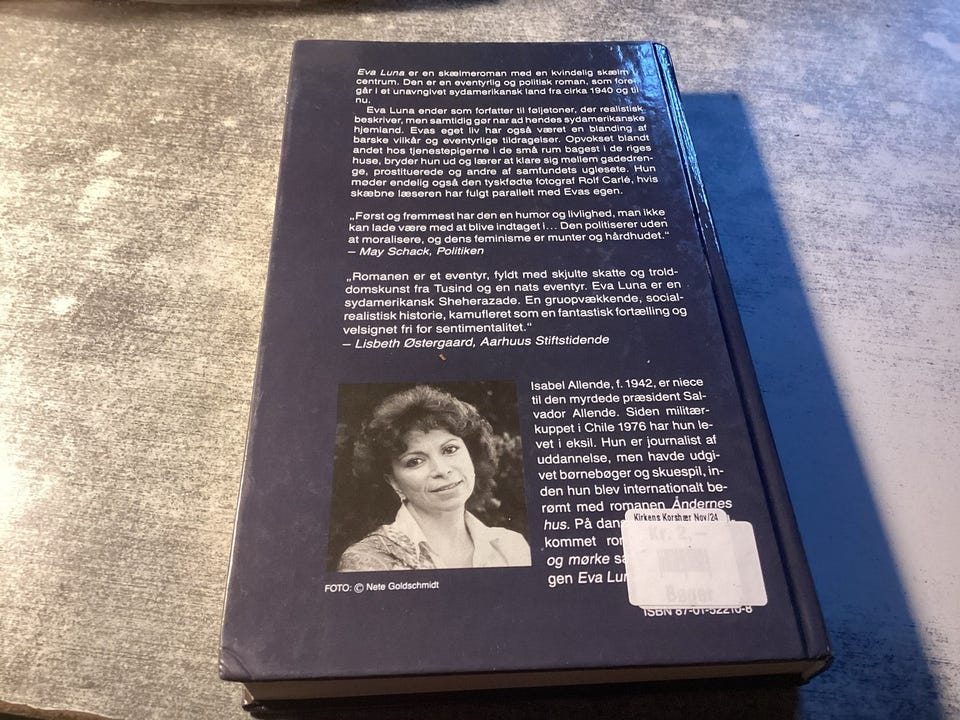 Eva Luna er en skælmeroman med en kvindelig skælm i
centrum. Den er en eventyrlig og politisk roman, som fore-
går i et unavngivet sydamerikansk land fra cirka 1940 og til
nu.
Eva Luna ender som forfatter til føljetoner, der realistisk
beskriver, men samtidig gør nar ad hendes sydamerikanske
hjemland. Evas eget liv har også været en blanding af
barske vilkår og eventyrlige tildragelser. Opvokset blandt
andet hos tjenestepigerne i de små rum bagest i de riges
huse, bryder hun ud og lærer at klare sig mellem gadedren-
ge, prostituerede og andre af samfundets uglesete. Hun
møder endelig også den tyskfødte fotograf Rolf Carlé, hvis
skæbne læseren har fulgt parallelt med Evas egen.
„Først og fremmest har den en humor og livlighed, man ikke
kan lade være med at blive indtaget i... Den politiserer uden
at moralisere, og dens feminisme er munter og hårdhudet.“
– May Schack, Politiken
„Romanen er et eventyr, fyldt med skjulte skatte og trold-
domskunst fra Tusind og en nats eventyr. Eva Luna er en
sydamerikansk Sheherazade. En gruopvækkende, social-
realistisk historie, kamufleret som en fantastisk fortælling og
velsignet fri for sentimentalitet.“
– Lisbeth Østergaard, Aarhuus Stiftstidende
Isabel Allende, f. 1942, er niece
til den myrdede præsident Sal-
vador Allende. Siden militær-
kuppet i Chile 1976 har hun le-
vet i eksil. Hun er journalist af
uddannelse, men havde udgi-
vet børnebøger og skuespil, in-
den hun blev internationalt be-
rømt med romanen Åndernes
hus. På
kommet
og mørke
gen Eva
Kirkens Korshær Nov/24
Kr. 2,-
Bøger
ISBN 87-01-52210-8
FOTO: © Nete Goldschmidt